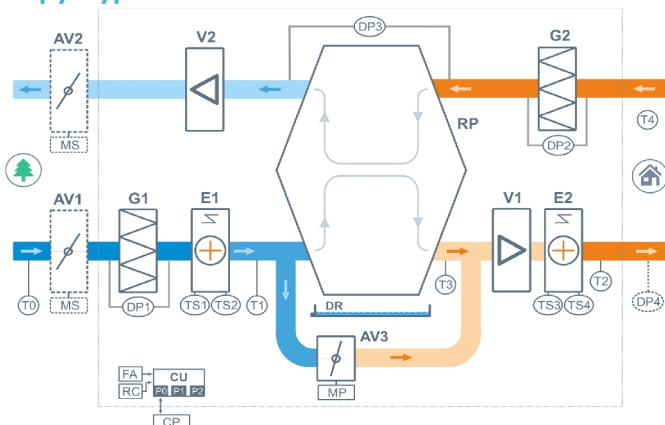 AV2
V2
DP3
G2
MS
RP
DP2
T4
AV1
G1
E1
V1
E2
T0
MS
DP1
TS1
TS2
T1
T3
TS3
TS4
T2
DP4
DR
AV3
MP
FA
CU
RC
P0 P1 P2
CP